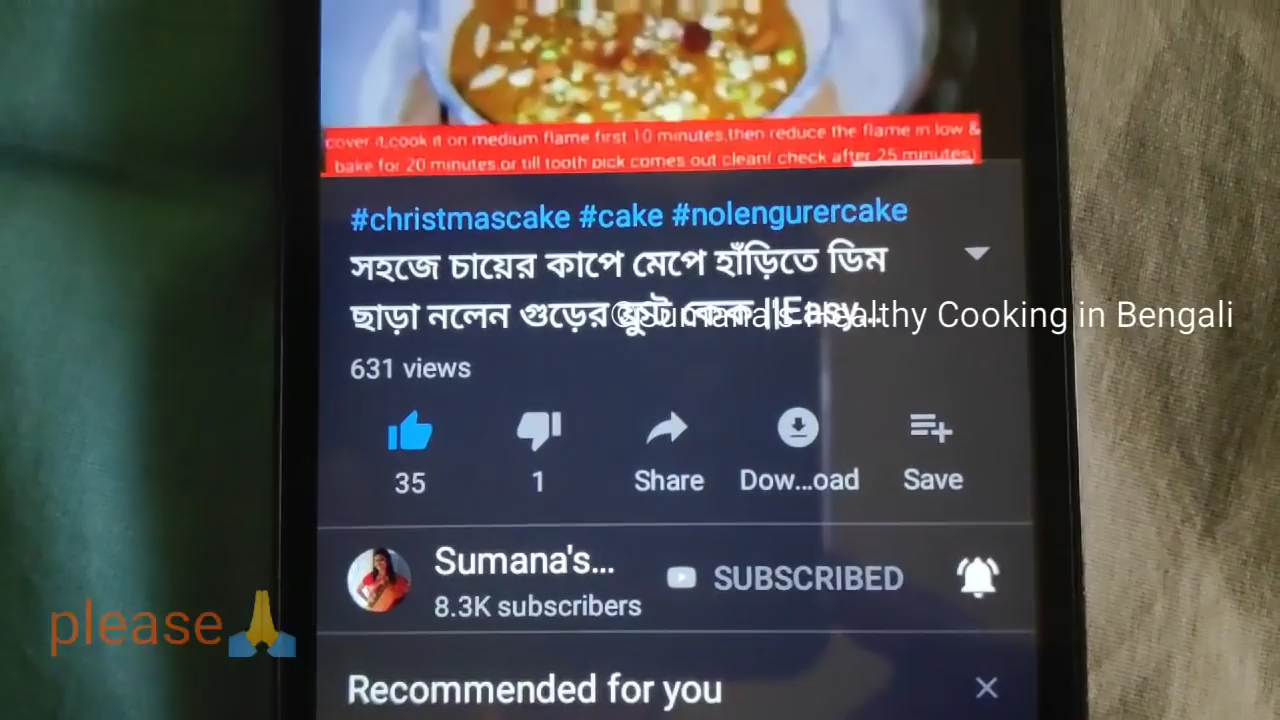 cover it,cook it on medium flame first 10 minutes,then reduce the flame in low &
bake for 20 minutes,or till tooth pick comes out clean( check after 25 minutes)
#christmascake #cake #nolengurercake
সহজে চায়ের কাপে মেপে হাঁড়িতে ডিম
ছাড়া নলেন গুড়ের ফ্রুট কেক ||Easy...
©Sumana's Healthy Cooking in Bengali
631 views
35
1
Share
Dow...oad
Save
Sumana's...
SUBSCRIBED
8.3K subscribers
please🙏
Recommended for you